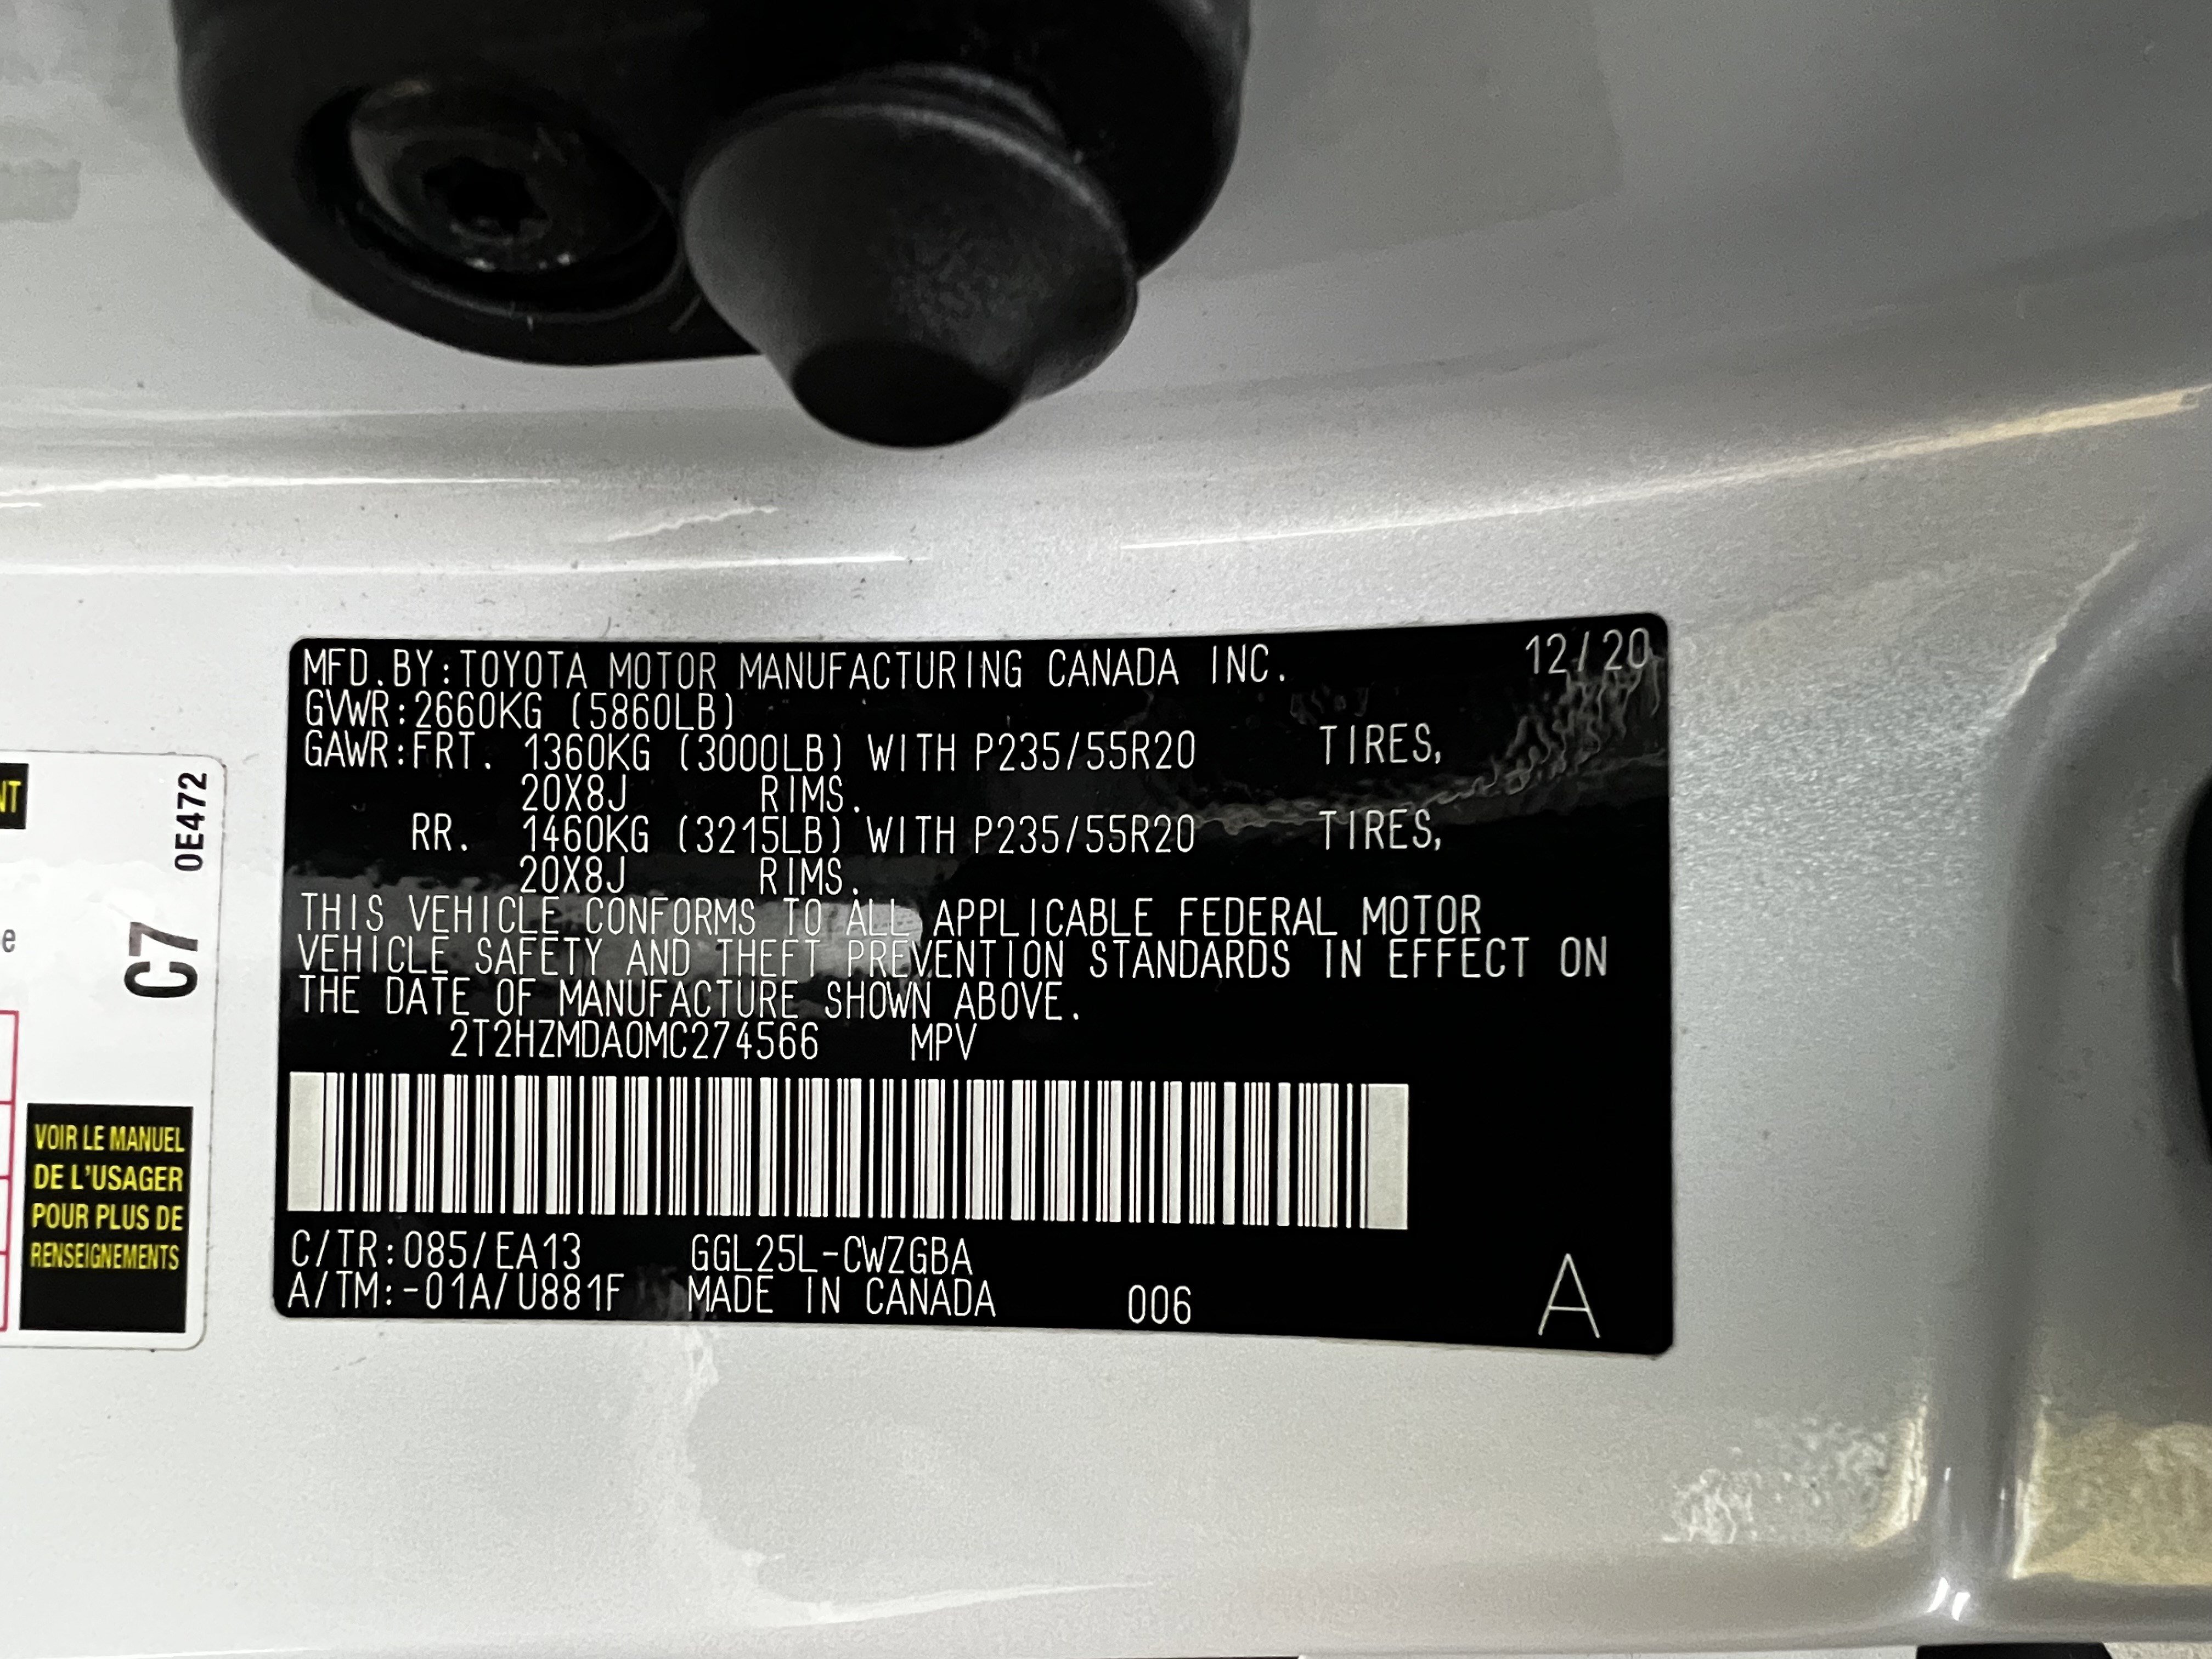 MFD.BY:TOYOTA MOTOR MANUFACTURING CANADA INC. 12/20
GVWR:2660KG (5860LB)
GAWR:FRT. 1360KG (3000LB) WITH P235/55R20 TIRES,
20X8J RIMS.
RR. 1460KG (3215LB) WITH P235/55R20 TIRES,
20X8J RIMS.
THIS VEHICLE CONFORMS TO ALL APPLICABLE FEDERAL MOTOR
VEHICLE SAFETY AND THEFT PREVENTION STANDARDS IN EFFECT ON
THE DATE OF MANUFACTURE SHOWN ABOVE.
2T2HZMDA0MC274566 MPV
C/TR:085/EA13 GGL25L-CWZGBA
A/TM:-01A/U881F MADE IN CANADA 006 A
0E472
C7
VOIR LE MANUEL
DE L'USAGER
POUR PLUS DE
RENSEIGNEMENTS